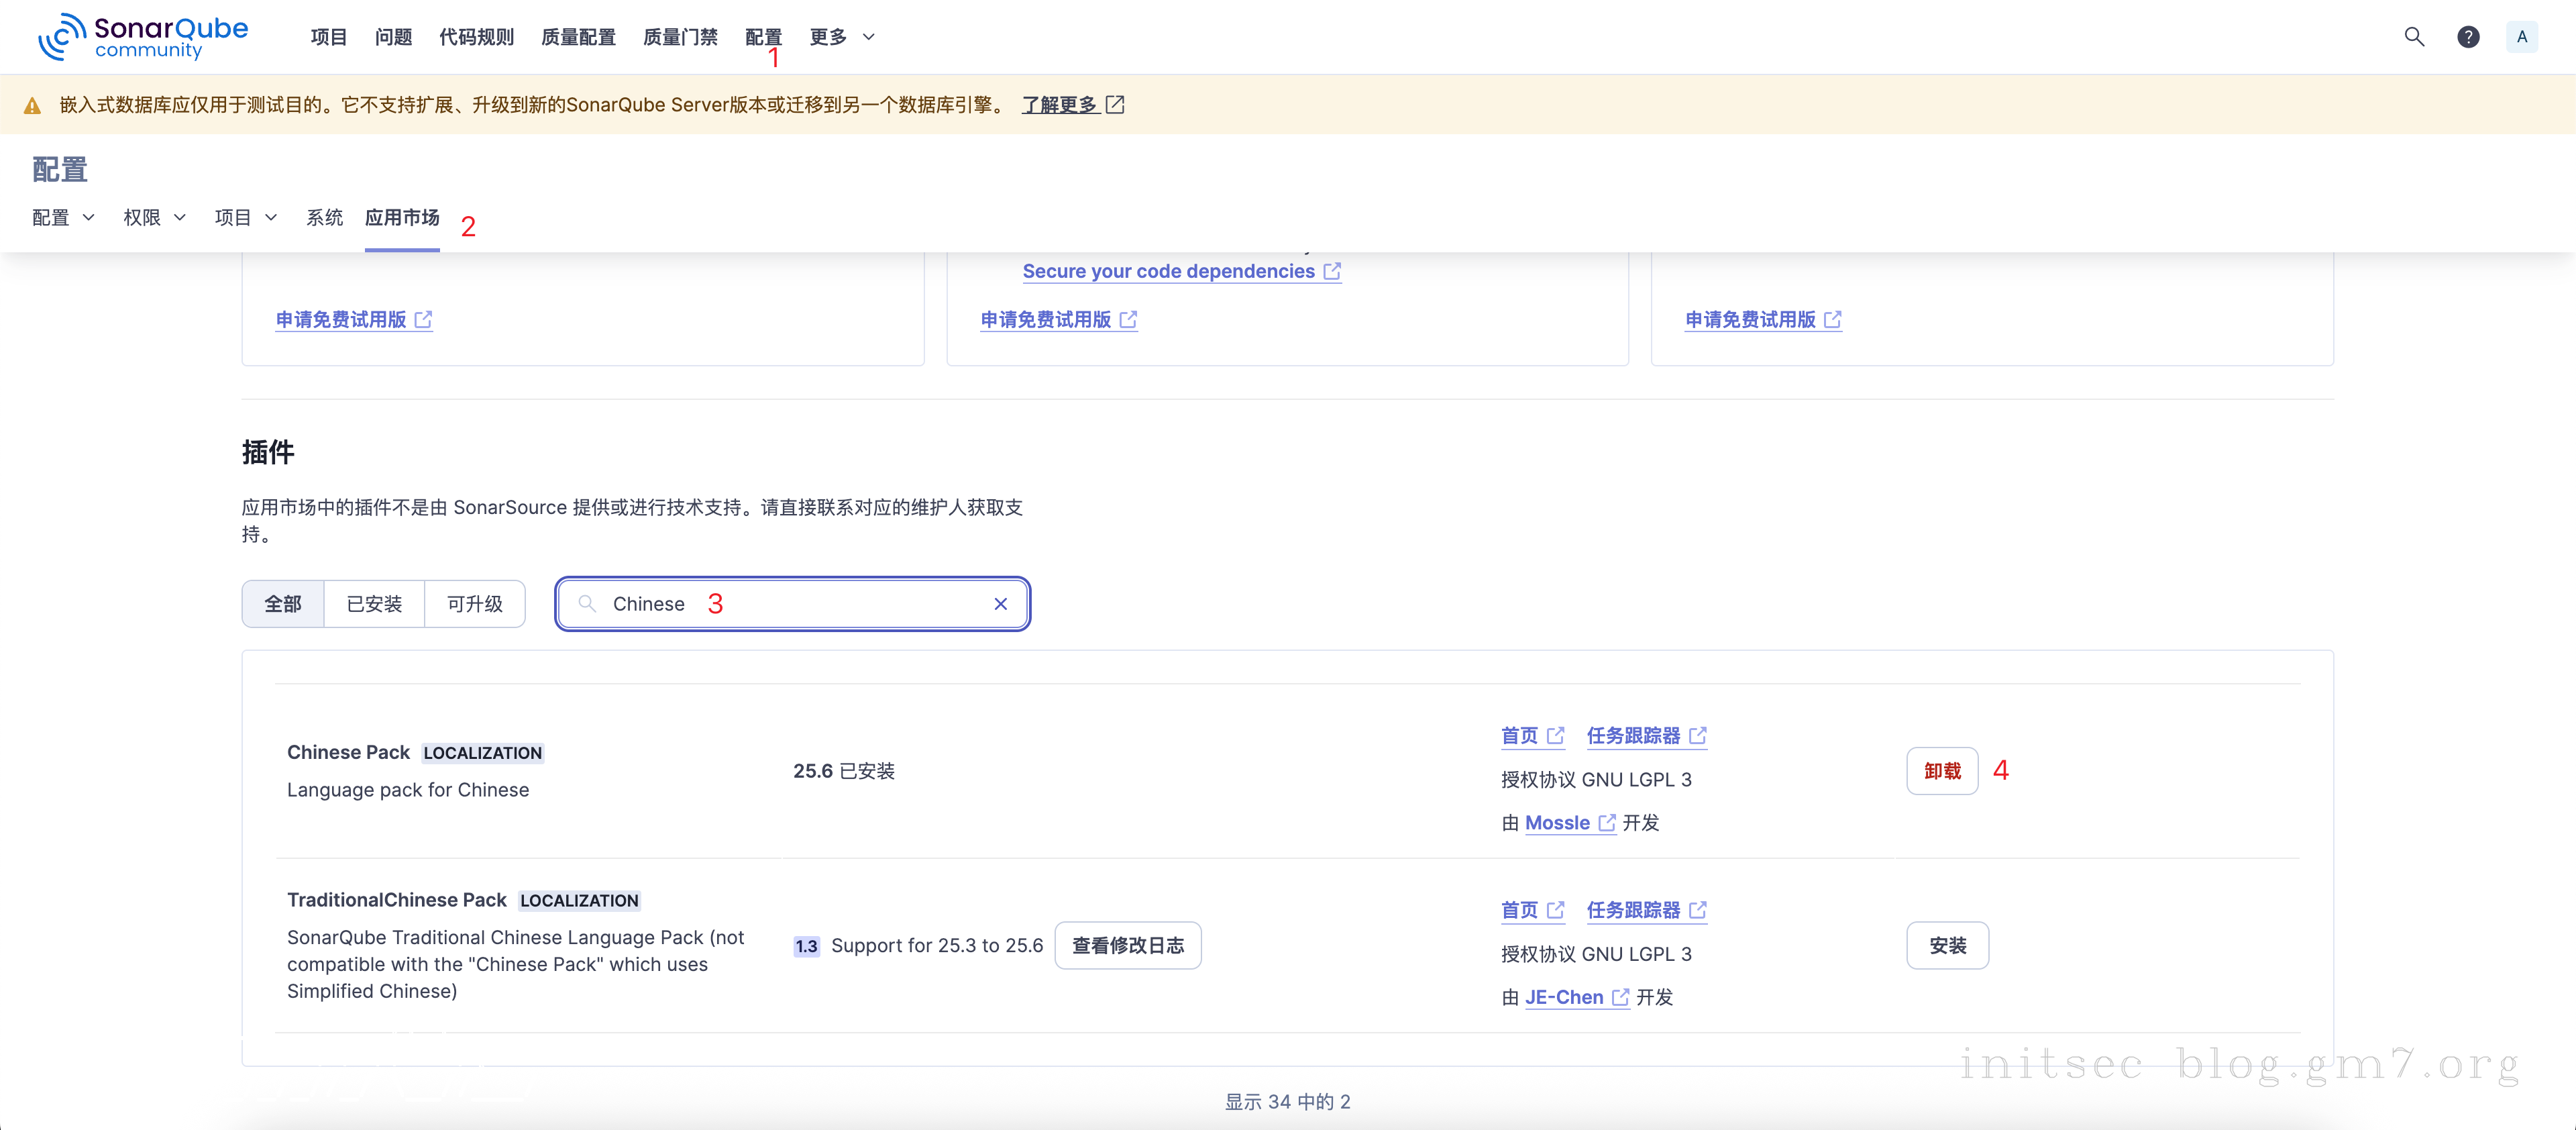 SonarQube community
项目 问题 代码规则 质量配置 质量门禁 配置 更多
1
A
嵌入式数据库应仅用于测试目的。它不支持扩展、升级到新的SonarQube Server版本或迁移到另一个数据库引擎。 了解更多
配置
配置 权限 项目 系统 应用市场 2
Secure your code dependencies
申请免费试用版 申请免费试用版 申请免费试用版
插件
应用市场中的插件不是由 SonarSource 提供或进行技术支持。请直接联系对应的维护人获取支
持。
全部 已安装 可升级 Chinese 3
首页 任务跟踪器
Chinese Pack LOCALIZATION
25.6 已安装
卸载 4
授权协议 GNU LGPL 3
Language pack for Chinese
由 Mossle 开发
TraditionalChinese Pack LOCALIZATION
首页 任务跟踪器
SonarQube Traditional Chinese Language Pack (not
compatible with the "Chinese Pack" which uses
Simplified Chinese)
1.3 Support for 25.3 to 25.6 查看修改日志
授权协议 GNU LGPL 3
安装
由 JE-Chen 开发
initsec blog.gm7.org
显示 34 中的 2